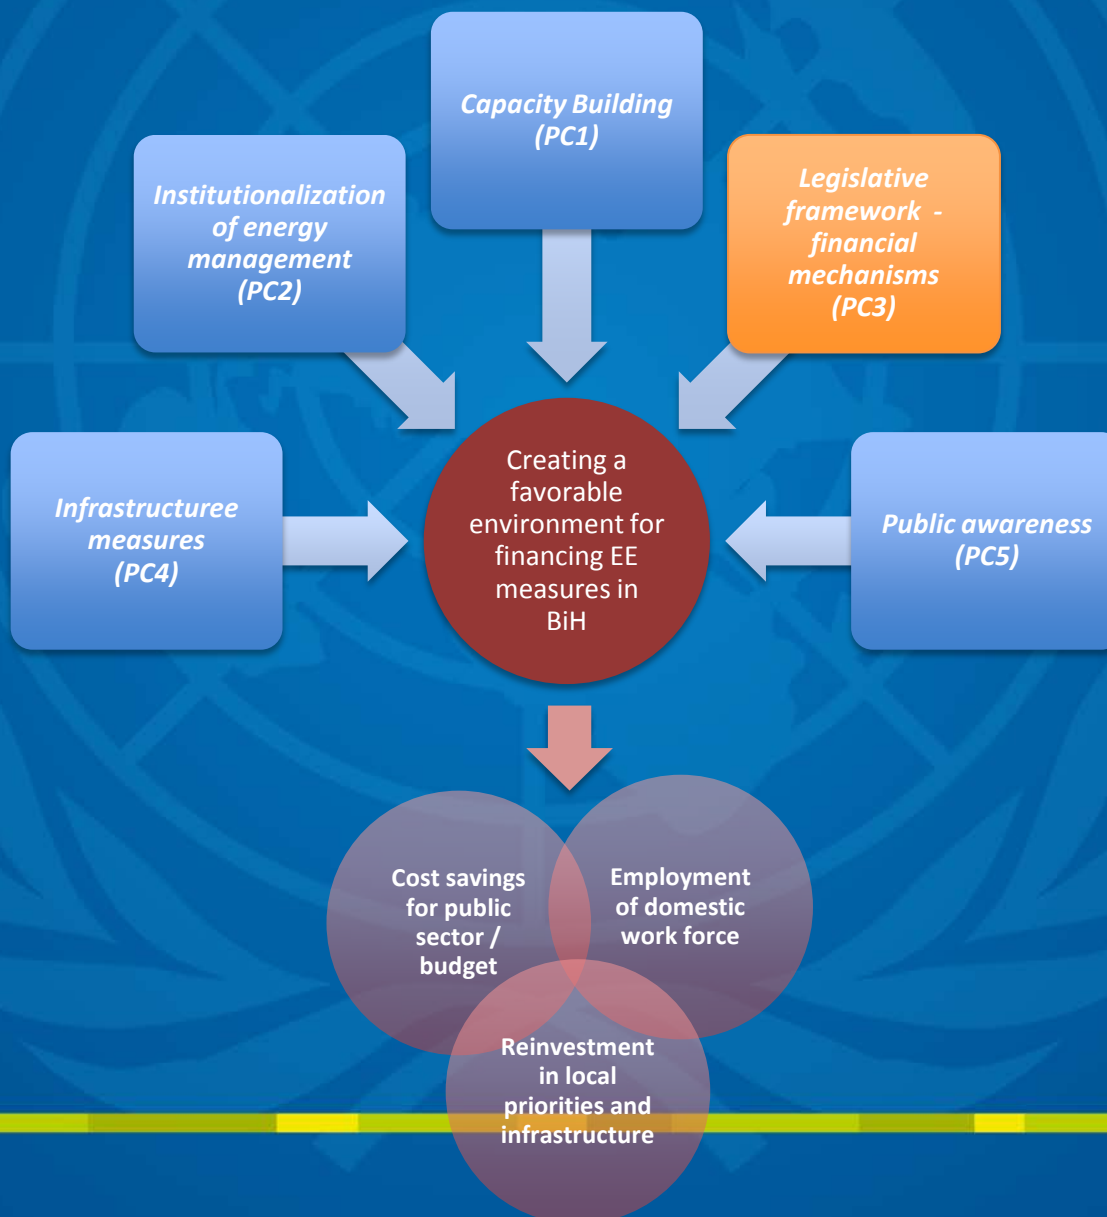 Capacity Building
(PC1)
Institutionalization
of energy
management
(PC2)
Legislative
framework  -
financial
mechanisms
(PC3)
Infrastructuree
measures
(PC4)
Creating a
favorable
environment for
financing EE
measures in
BiH
Public awareness
(PC5)
Cost savings
for public
sector /
budget
Employment
of domestic
work force
Reinvestment
in local
priorities and
infrastructure